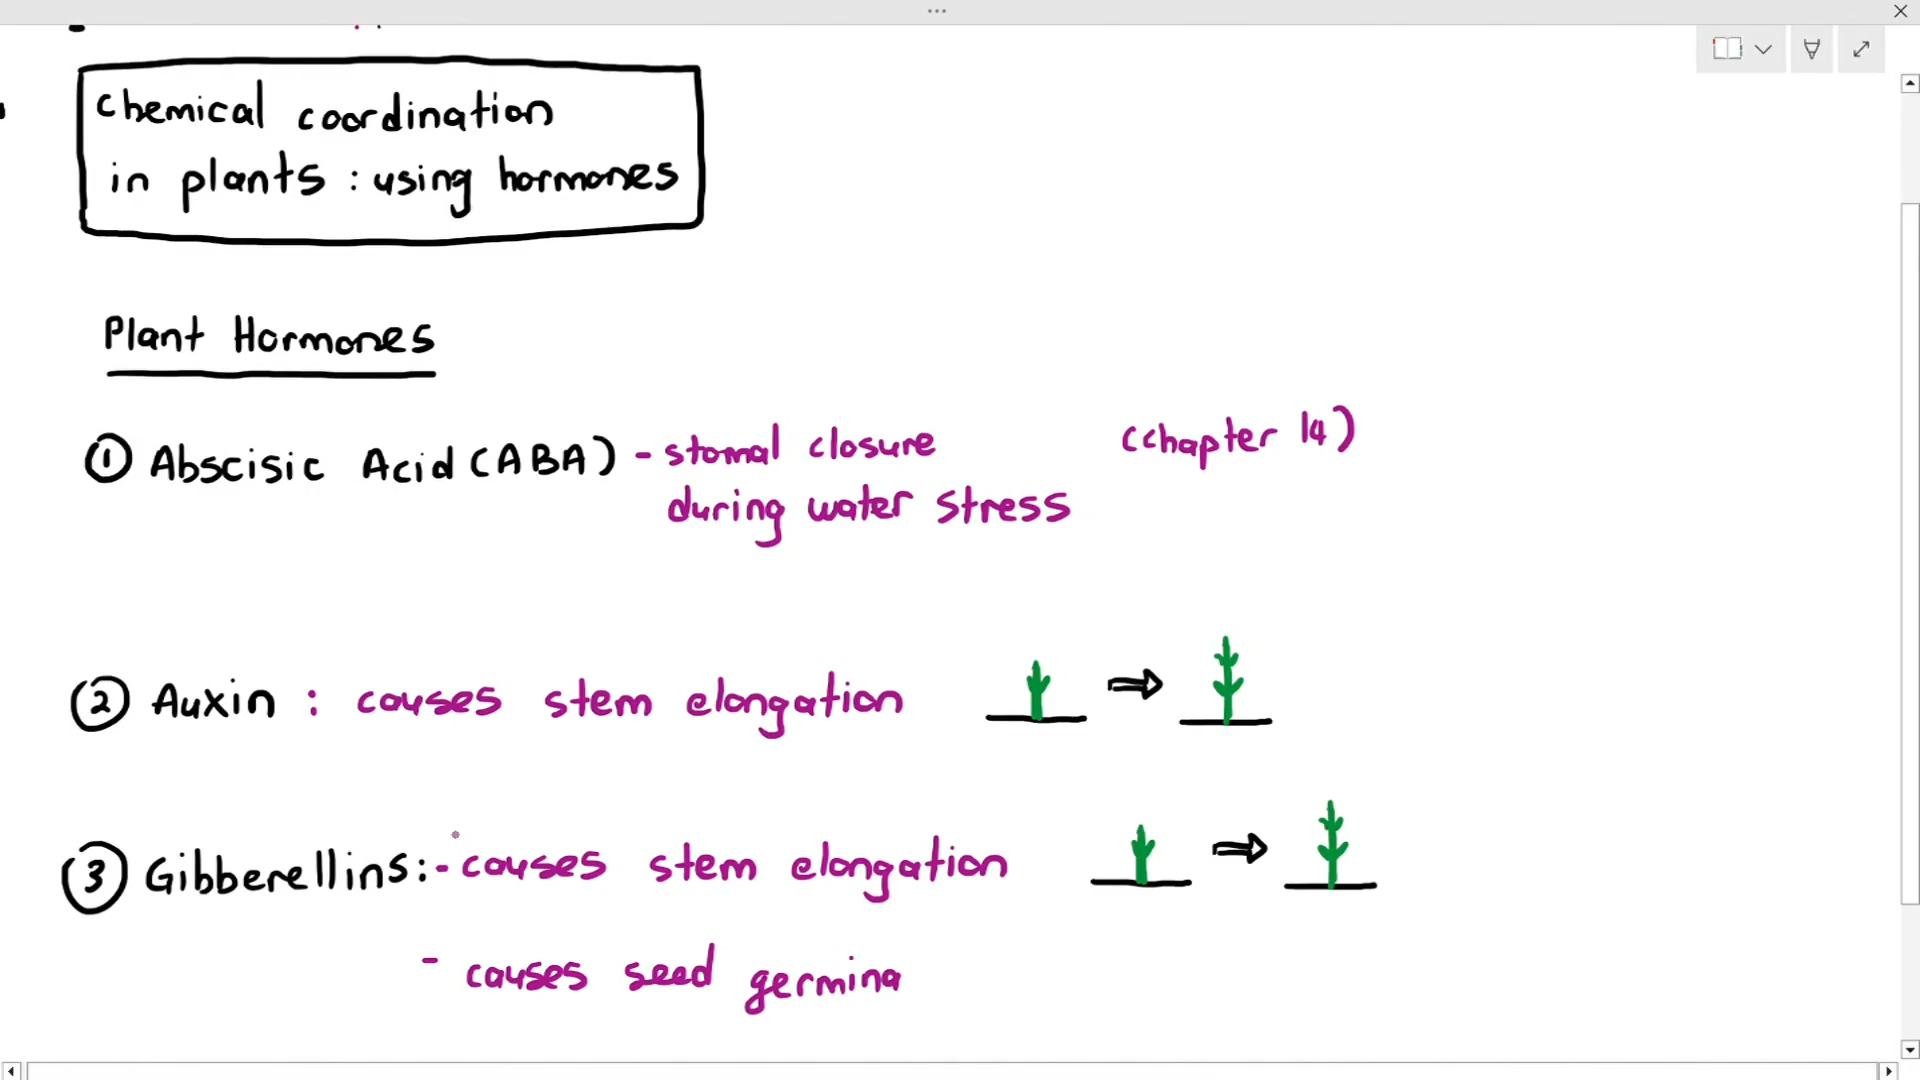 Chemical coordination
in plants : using hormones
Plant Hormones
① Abscisic Acid (ABA) - stomal closure (chapter 14)
during water stress
② Auxin : causes stem elongation
③ Gibberellins: - causes stem elongation
- causes seed germina